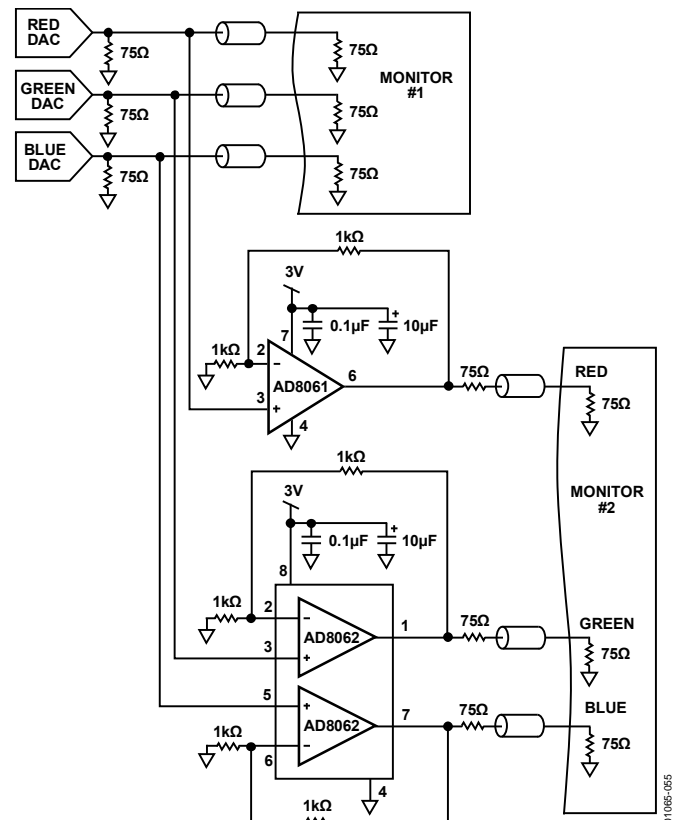 RED
DAC
75Ω
75Ω
GREEN
DAC
75Ω
75Ω
BLUE
DAC
75Ω
75Ω
MONITOR
#1
1kΩ
3V
+
0.1µF
10µF
7
1kΩ
2
–
AD8061
6
3
+
4
75Ω
RED
75Ω
MONITOR
#2
1kΩ
3V
+
0.1µF
10µF
8
1kΩ
2
–
AD8062
1
3
+
75Ω
GREEN
75Ω
5
+
AD8062
7
1kΩ
–
6
75Ω
BLUE
75Ω
4
1kΩ
01065-055